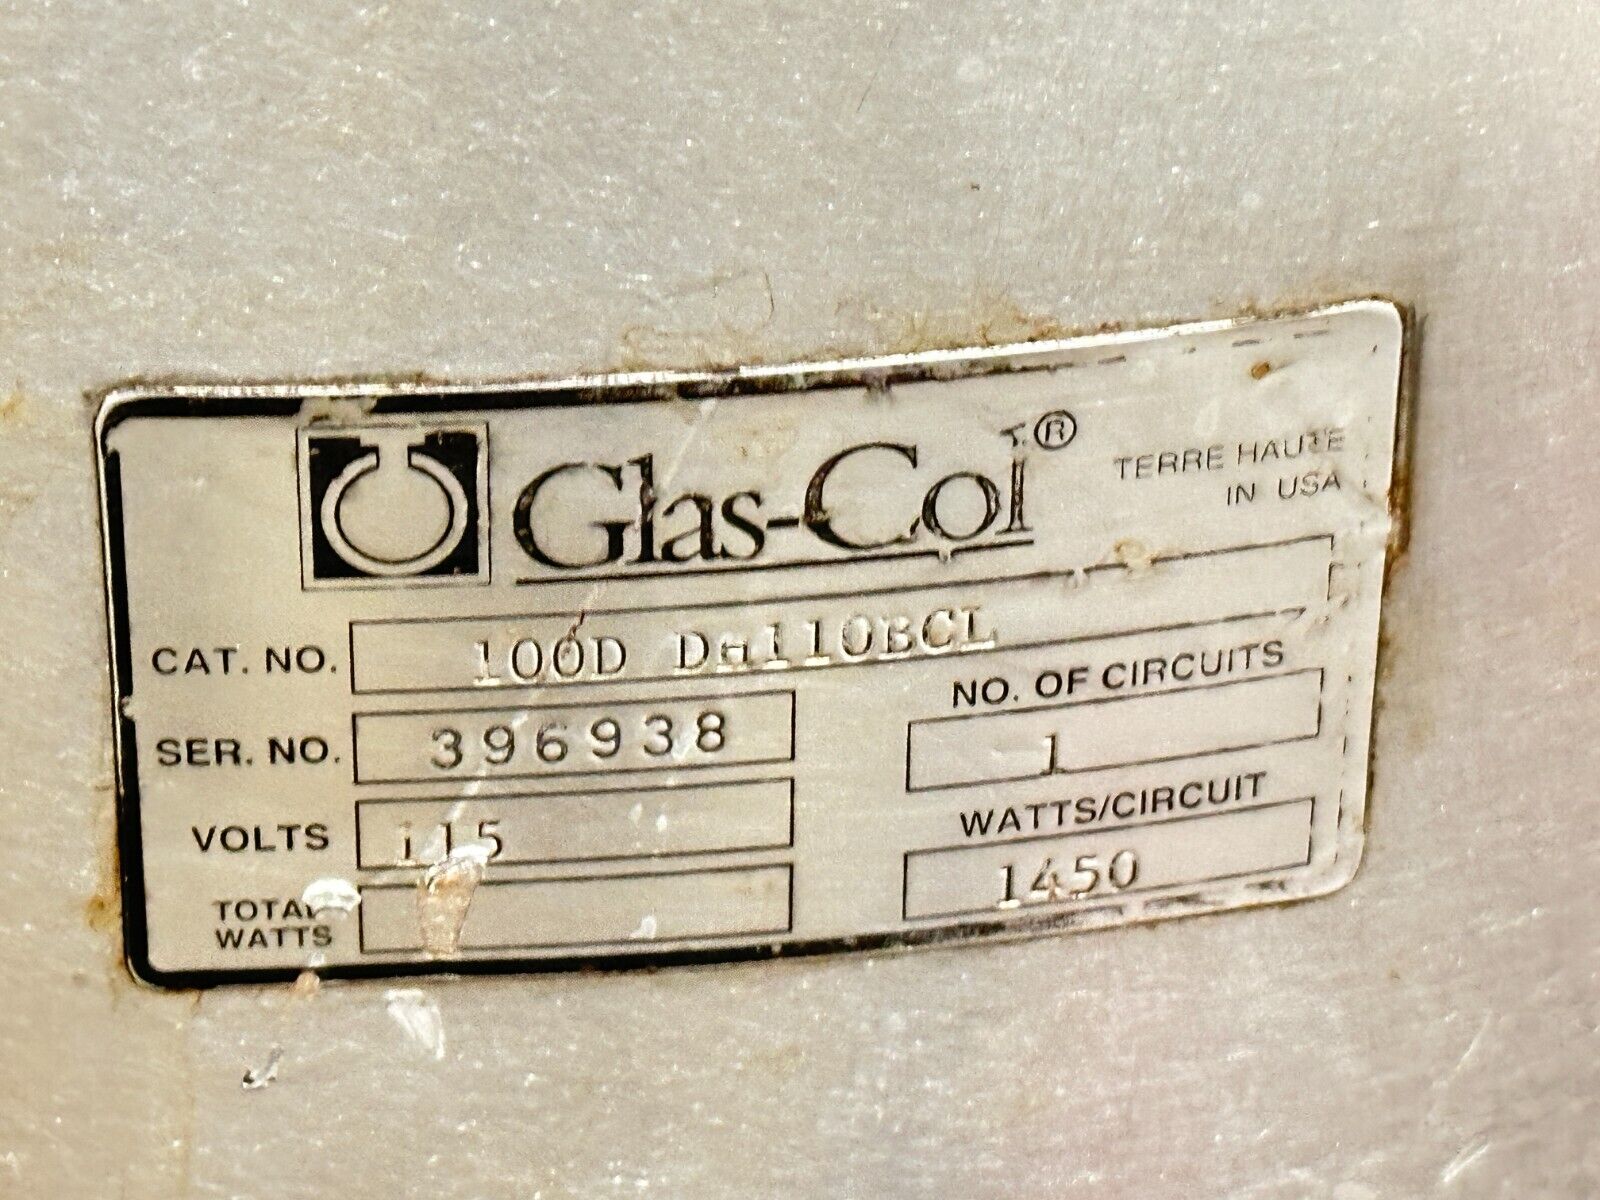 Glas-Col®
TERRE HAUTE
IN USA
CAT. NO. 100D DH110BCL
SER. NO. 396938
NO. OF CIRCUITS
1
VOLTS 115
WATTS/CIRCUIT
1450
TOTAL
WATTS